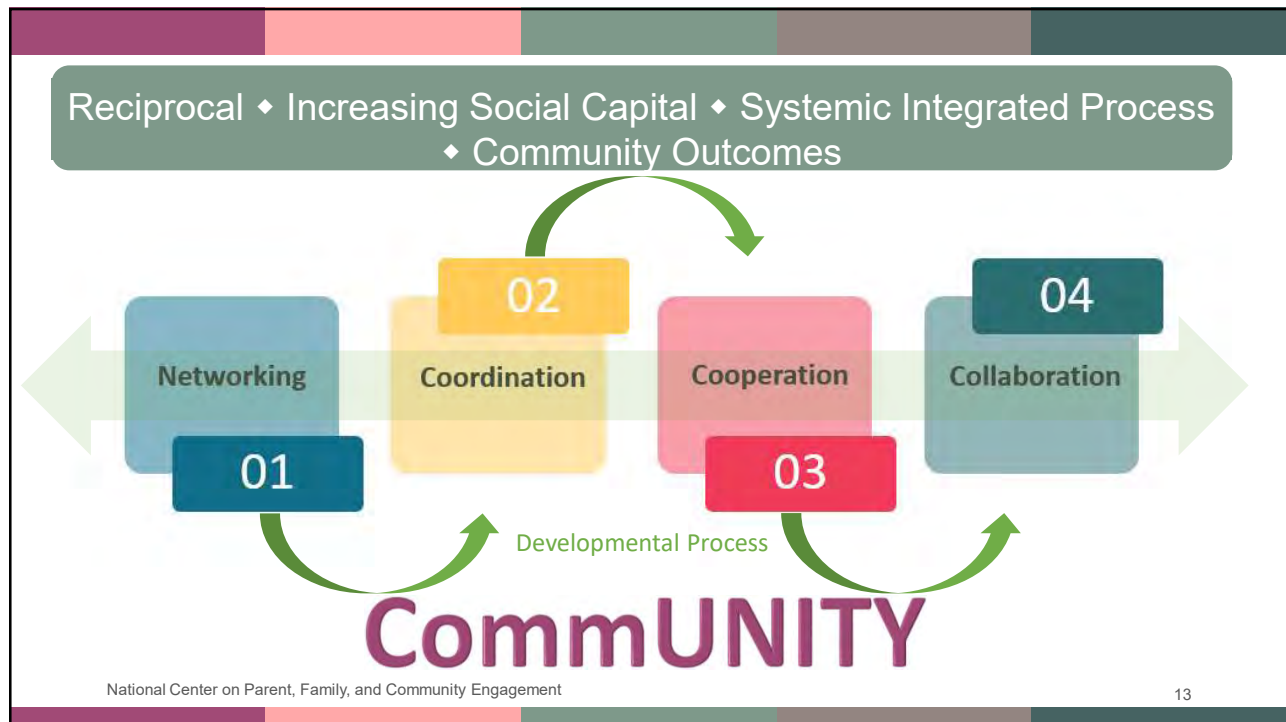 Reciprocal ◆ Increasing Social Capital ◆ Systemic Integrated Process
◆ Community Outcomes
Networking
01
02
Coordination
Cooperation
03
04
Collaboration
Developmental Process
CommUNITY
National Center on Parent, Family, and Community Engagement
13